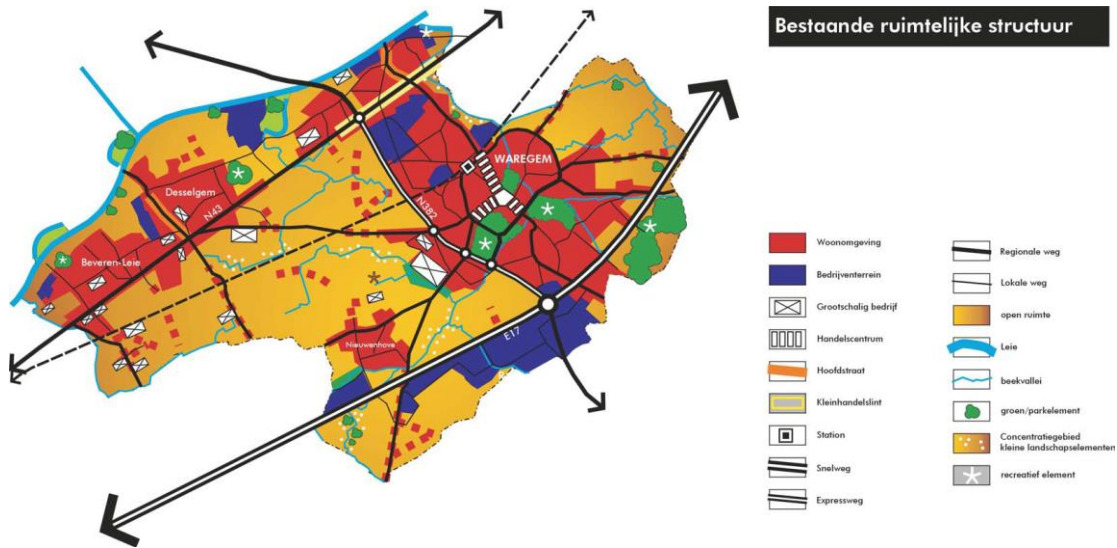 Bestaande ruimtelijke structuur
WAREGEM
Desselgem
N43
N382
Beveren-Leie
Nieuwenhove
E17
Woonomgeving
Bedrijventerrein
Grootschalig bedrijf
Handelscentrum
Hoofdstraat
Kleinhandelslint
Station
Snelweg
Expressweg
Regionale weg
Lokale weg
open ruimte
Leie
beekvallei
groen/parkelement
Concentratiegebied
kleine landschapselementen
recreatief element